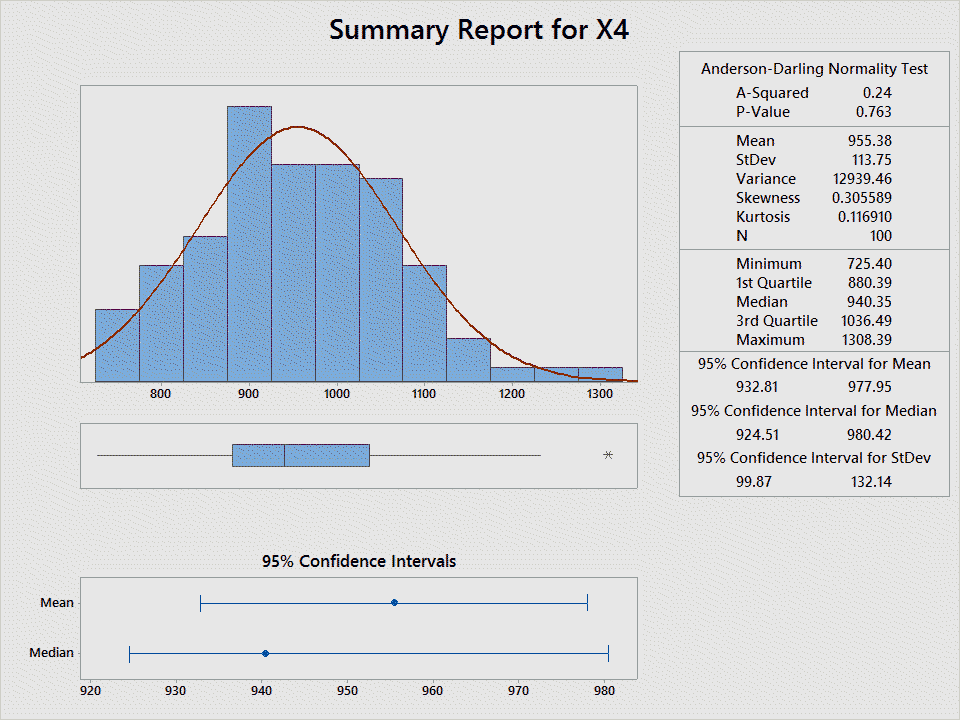 Summary Report for X4
Anderson-Darling Normality Test
A-Squared 0.24
P-Value 0.763
Mean 955.38
StDev 113.75
Variance 12939.46
Skewness 0.305589
Kurtosis 0.116910
N 100
Minimum 725.40
1st Quartile 880.39
Median 940.35
3rd Quartile 1036.49
Maximum 1308.39
95% Confidence Interval for Mean
932.81 977.95
95% Confidence Interval for Median
924.51 980.42
95% Confidence Interval for StDev
99.87 132.14
800 900 1000 1100 1200 1300
95% Confidence Intervals
Mean
Median
920 930 940 950 960 970 980